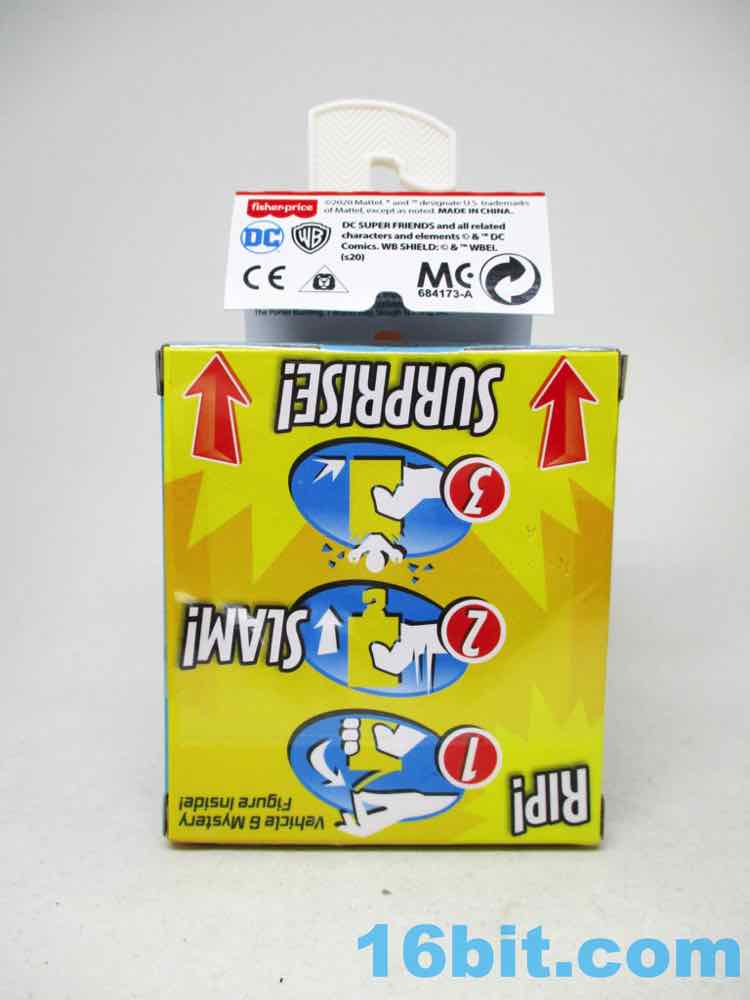 fisher-price
©2020 Mattel. ® and ™ designate U.S. trademarks
of Mattel, except as noted. MADE IN CHINA.
DC
WB
DC SUPER FRIENDS and all related
characters and elements © & ™ DC
Comics. WB SHIELD: © & ™ WBEI.
(s20)
CE
MC
684173-A
RIP!
Vehicle & Mystery
Figure Inside!
1
2
SLAM!
3
SURPRISE!
16bit.com